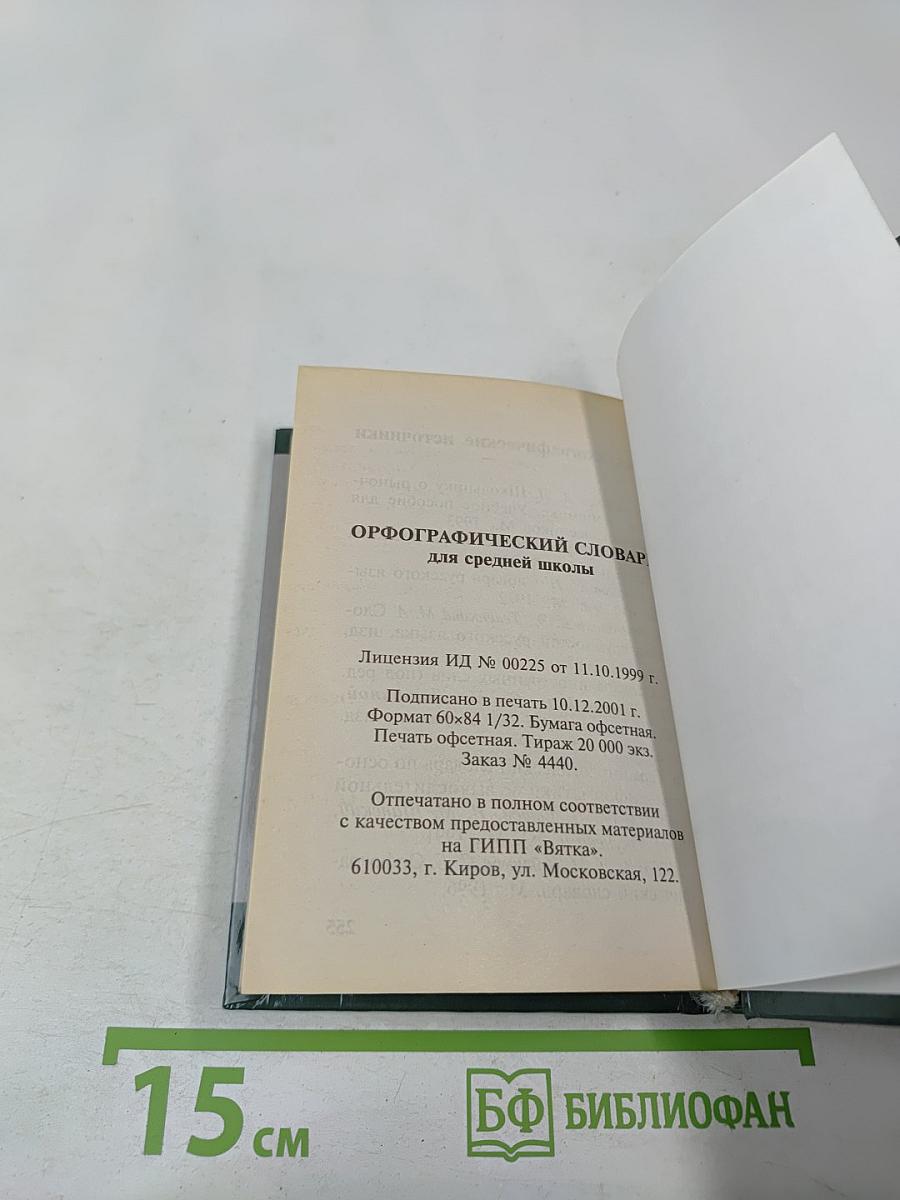 ОРФОГРАФИЧЕСКИЙ СЛОВАРЬ
для средней школы
Лицензия ИД № 00225 от 11.10.1999 г.
Подписано в печать 10.12.2001 г.
Формат 60×84 1/32. Бумага офсетная.
Печать офсетная. Тираж 20 000 экз.
Заказ № 4440.
Отпечатано в полном соответствии
с качеством предоставленных материалов
на ГИПП «Вятка».
610033, г. Киров, ул. Московская, 122.
255
15 см
БФ БИБЛИОФАН